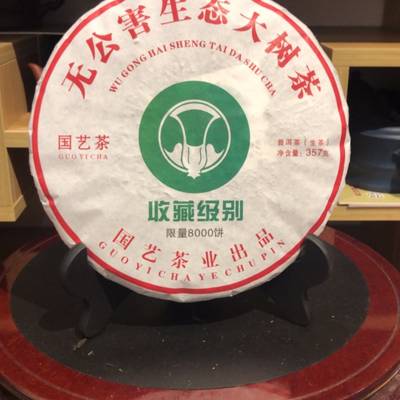 无公害生态大树茶
WU GONG HAI SHENG TAI DA SHU CHA
国艺茶
GUO YI CHA
普洱茶（生茶）
净含量：357克
收藏级别
限量8000饼
国艺茶业出品
GUO YI CHA YE CHU PIN